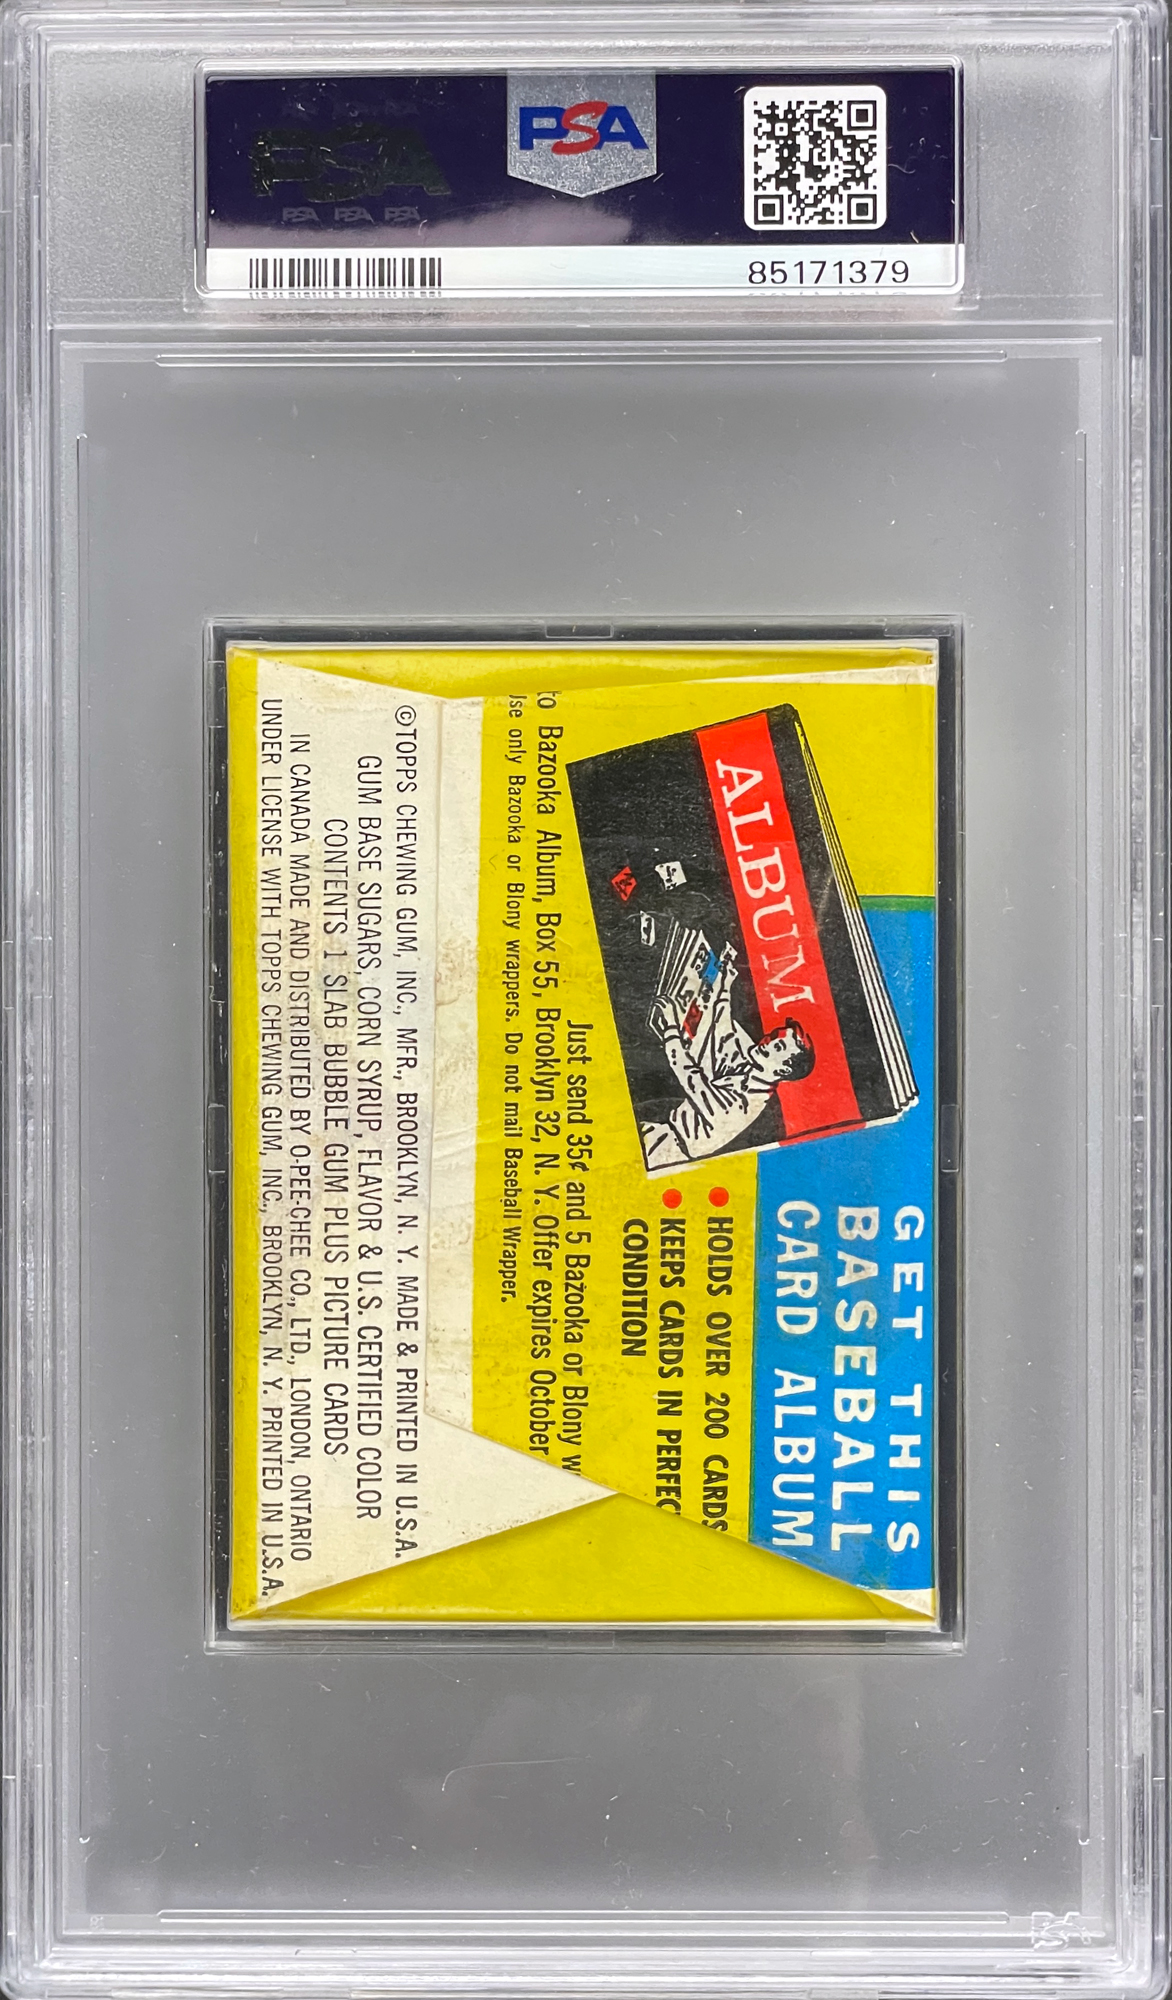 PSA
PSA
PSA PSA PSA
85171379
GET THIS
BASEBALL
CARD ALBUM
ALBUM
• HOLDS OVER 200 CARDS
• KEEPS CARDS IN PERFEC
CONDITION
Just send 35¢ and 5 Bazooka or Blony w
to Bazooka Album, Box 55, Brooklyn 32, N. Y. Offer expires October
se only Bazooka or Blony wrappers. Do not mail Baseball Wrapper.
©TOPPS CHEWING GUM, INC., MFR., BROOKLYN, N. Y. MADE & PRINTED IN U.S.A.
GUM BASE SUGARS, CORN SYRUP, FLAVOR & U.S. CERTIFIED COLOR
CONTENTS 1 SLAB BUBBLE GUM PLUS PICTURE CARDS
IN CANADA MADE AND DISTRIBUTED BY O-PEE-CHEE CO., LTD., LONDON, ONTARIO
UNDER LICENSE WITH TOPPS CHEWING GUM, INC., BROOKLYN, N. Y. PRINTED IN U.S.A.